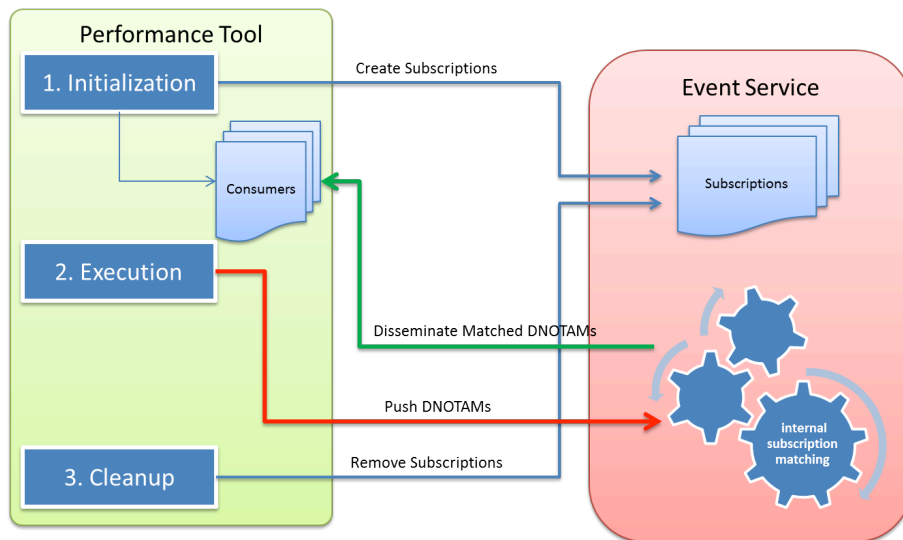 Performance Tool
1. Initialization
Create Subscriptions
Event Service
Consumers
Subscriptions
2. Execution
Disseminate Matched DNOTAMs
Push DNOTAMs
internal
subscription
matching
3. Cleanup
Remove Subscriptions